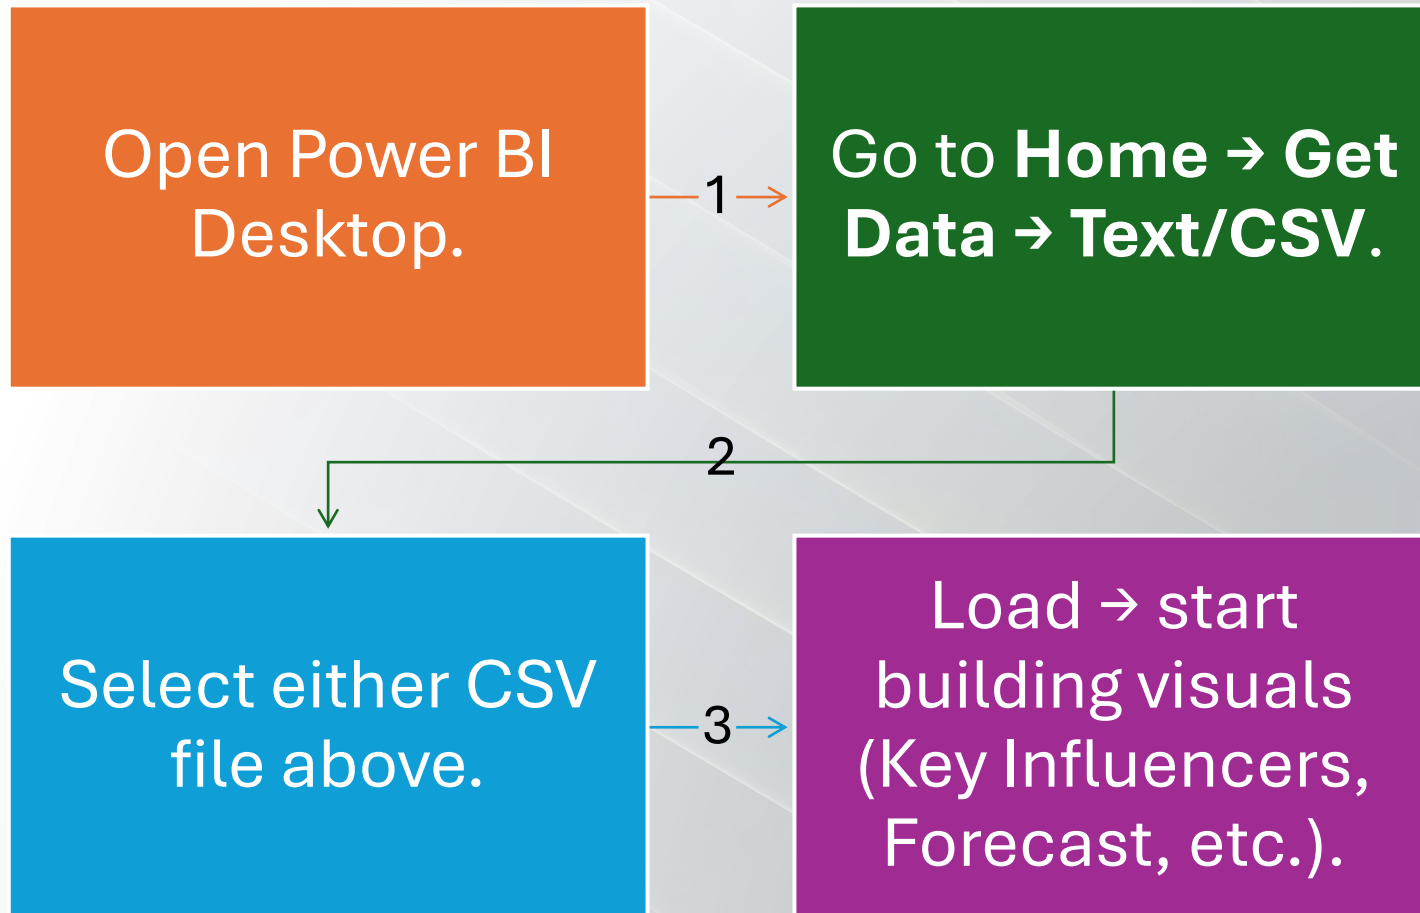 Open Power BI
Desktop.
1
Go to Home → Get
Data → Text/CSV.
2
Select either CSV
file above.
3
Load → start
building visuals
(Key Influencers,
Forecast, etc.).